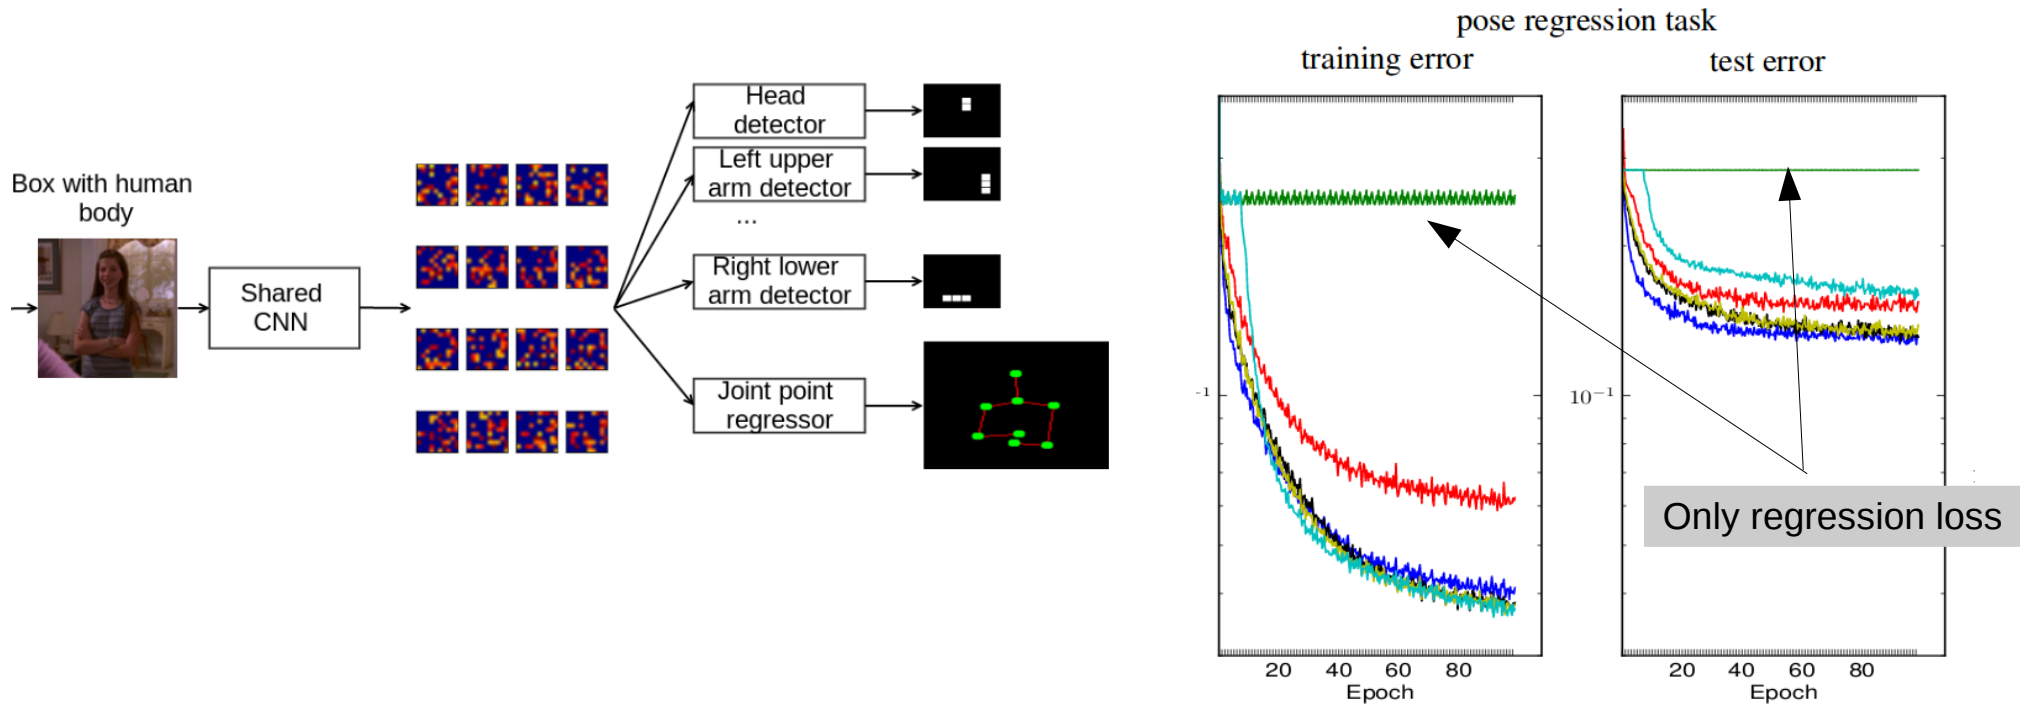 Box with human
body
Shared
CNN
Head
detector
Left upper
arm detector
...
Right lower
arm detector
Joint point
regressor
pose regression task
training error
test error
-1
10−1
Only regression loss
20 40 60 80
Epoch
20 40 60 80
Epoch